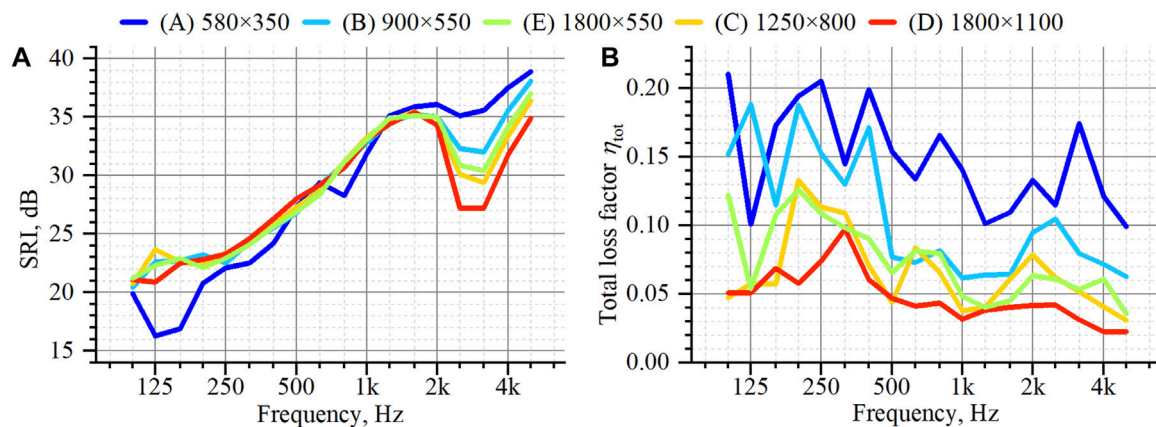 (A) 580×350 (B) 900×550 (E) 1800×550 (C) 1250×800 (D) 1800×1100
A
40
35
30
25
20
15
SRI, dB
125 250 500 1k 2k 4k
Frequency, Hz
B
0.20
0.15
0.10
0.05
0.00
Total loss factor ηtot
125 250 500 1k 2k 4k
Frequency, Hz